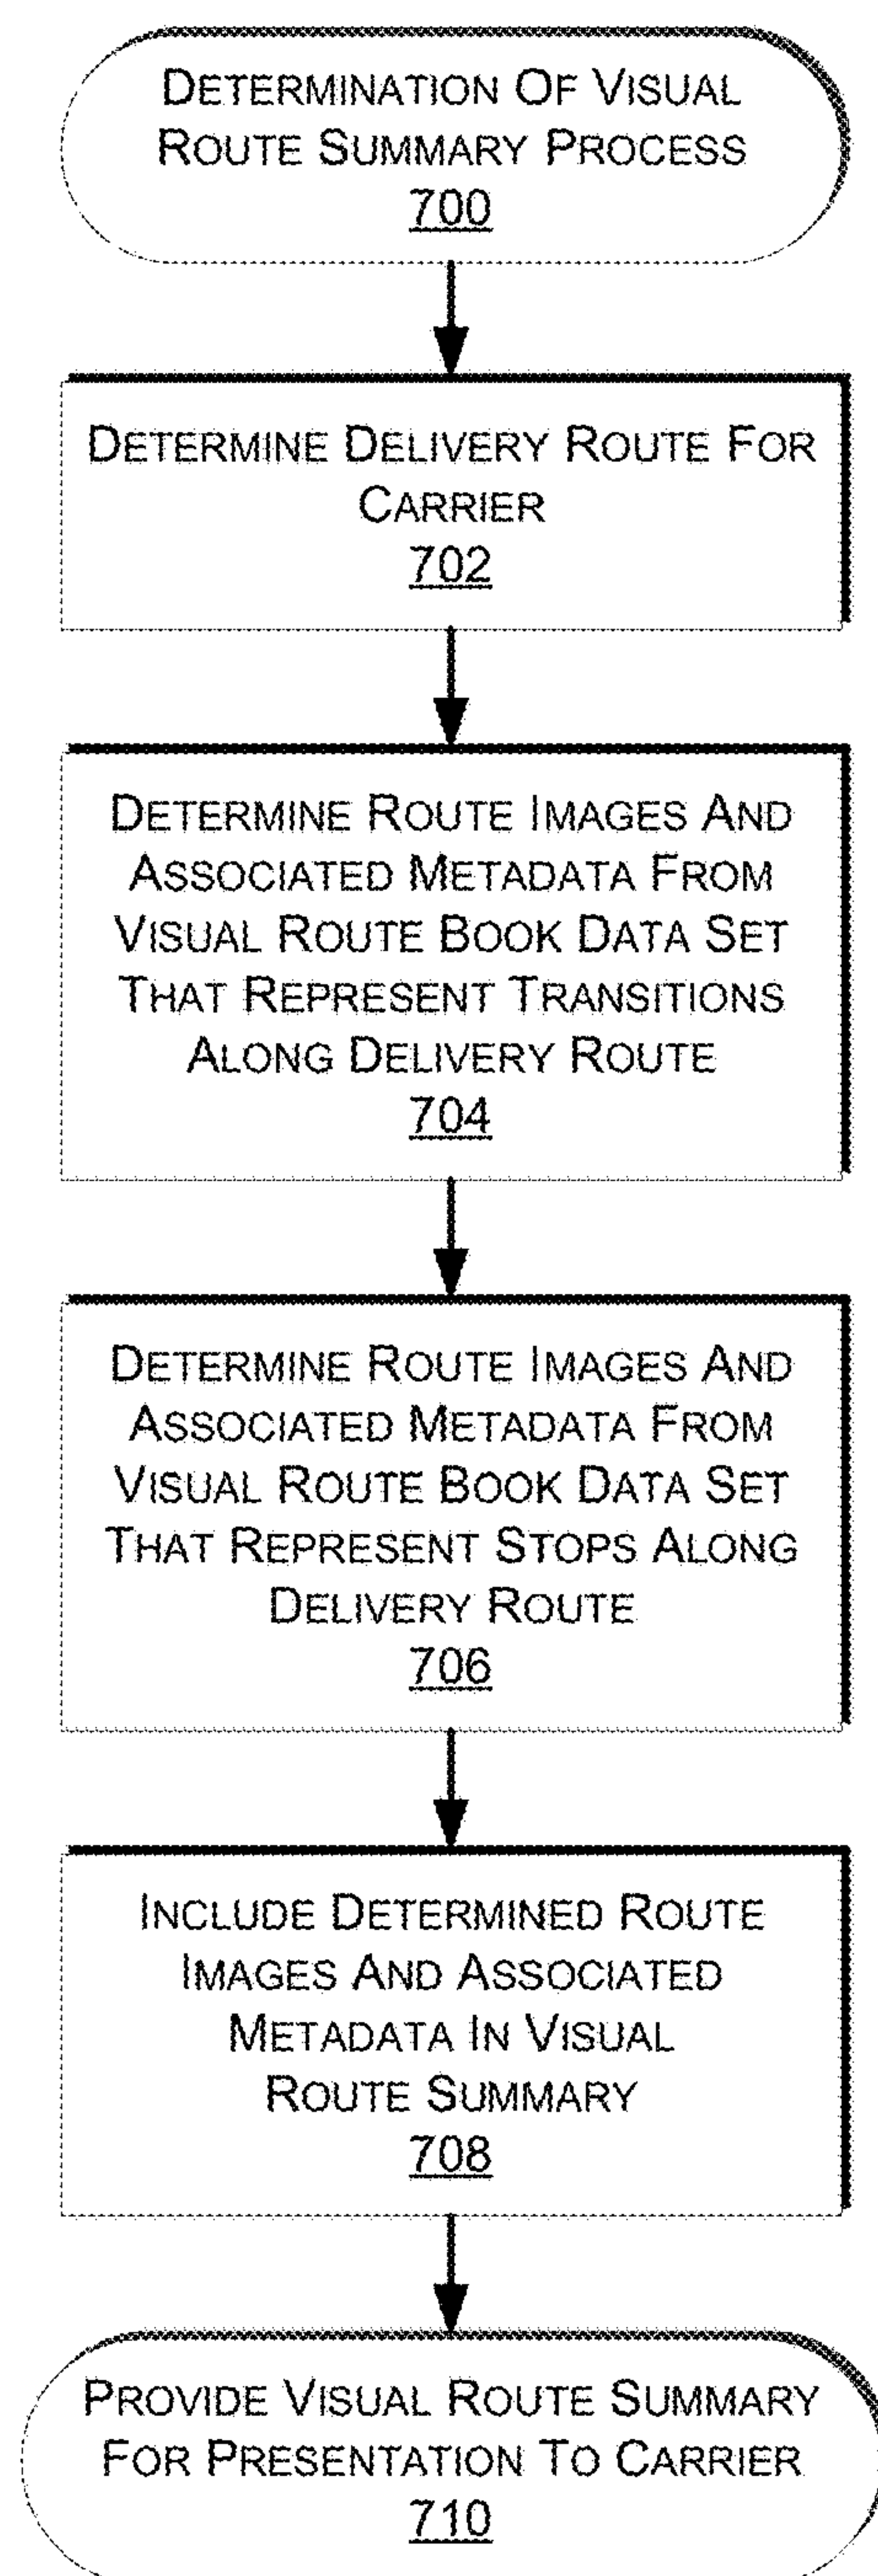 DETERMINATION OF VISUAL
ROUTE SUMMARY PROCESS
700
DETERMINE DELIVERY ROUTE FOR
CARRIER
702
DETERMINE ROUTE IMAGES AND
ASSOCIATED METADATA FROM
VISUAL ROUTE BOOK DATA SET
THAT REPRESENT TRANSITIONS
ALONG DELIVERY ROUTE
704
DETERMINE ROUTE IMAGES AND
ASSOCIATED METADATA FROM
VISUAL ROUTE BOOK DATA SET
THAT REPRESENT STOPS ALONG
DELIVERY ROUTE
706
INCLUDE DETERMINED ROUTE
IMAGES AND ASSOCIATED
METADATA IN VISUAL
ROUTE SUMMARY
708
PROVIDE VISUAL ROUTE SUMMARY
FOR PRESENTATION TO CARRIER
710